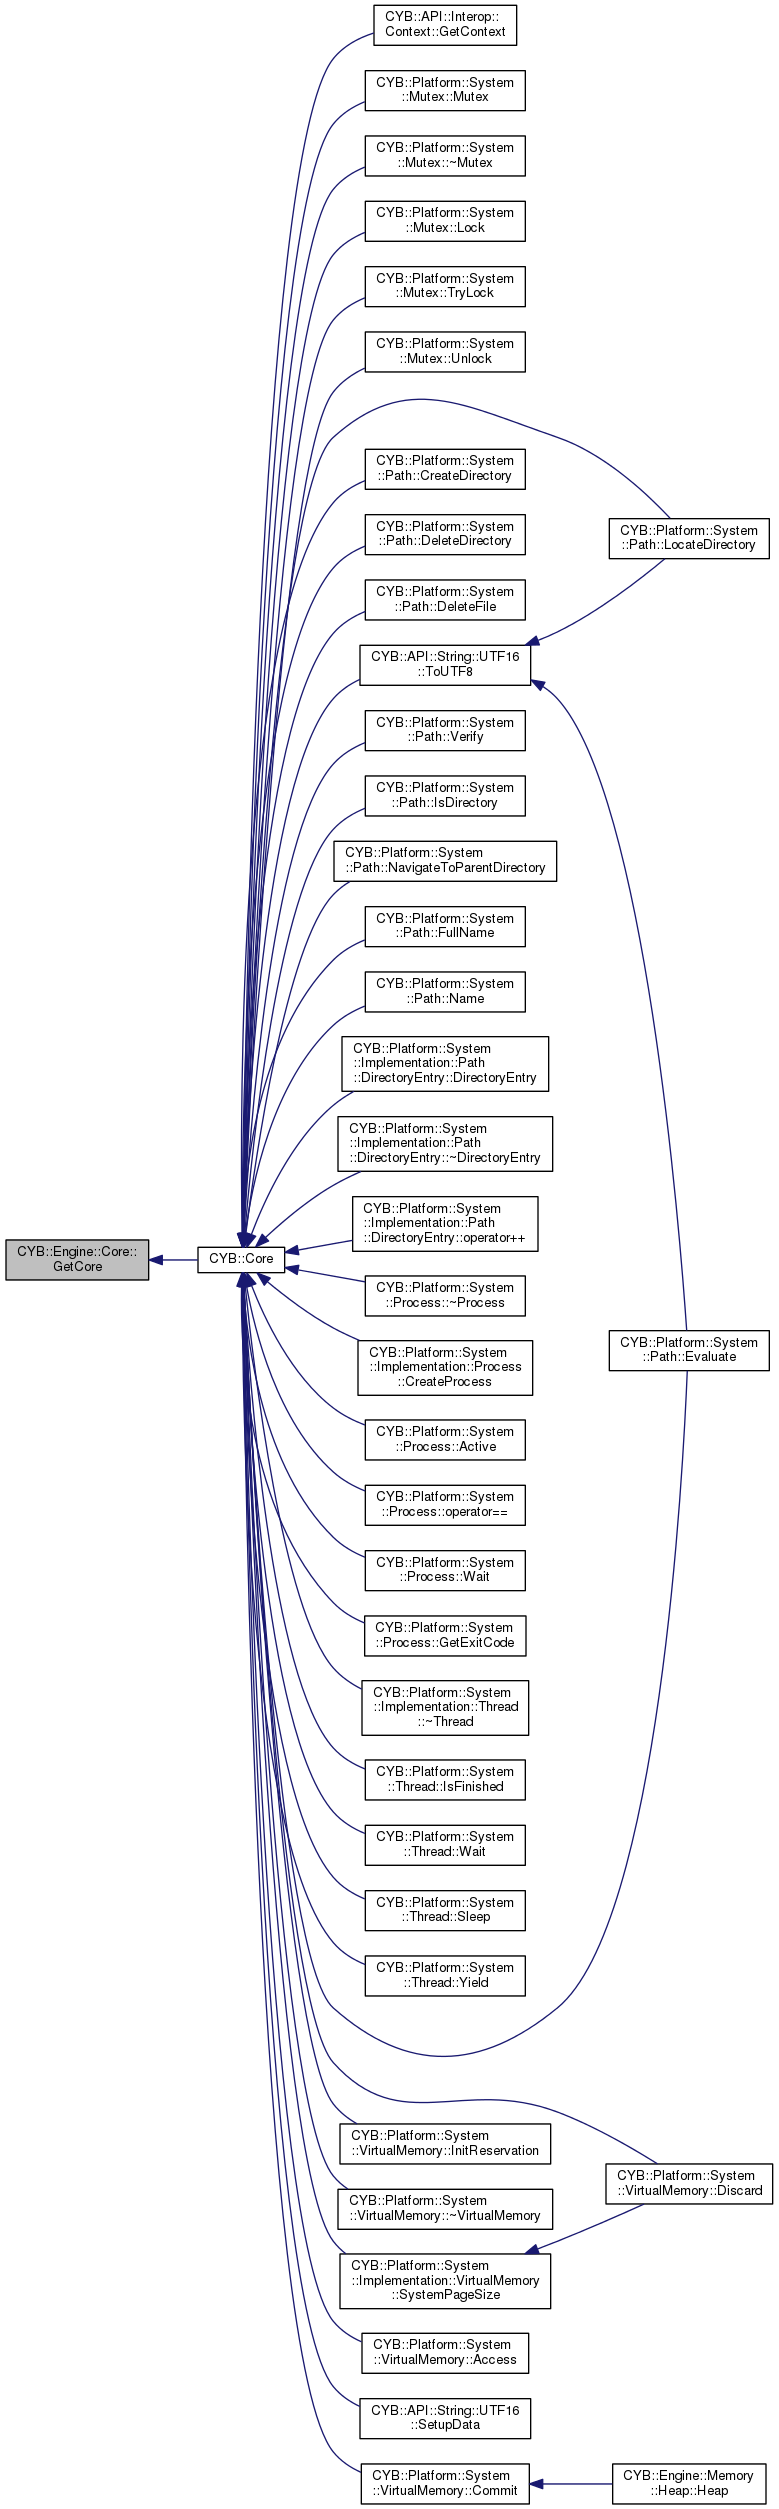 CYB::API::Interop::
Context::GetContext
CYB::Platform::System
::Mutex::Mutex
CYB::Platform::System
::Mutex::~Mutex
CYB::Platform::System
::Mutex::Lock
CYB::Platform::System
::Mutex::TryLock
CYB::Platform::System
::Mutex::Unlock
CYB::Platform::System
::Path::CreateDirectory
CYB::Platform::System
::Path::DeleteDirectory
CYB::Platform::System
::Path::LocateDirectory
CYB::Platform::System
::Path::DeleteFile
CYB::API::String::UTF16
::ToUTF8
CYB::Platform::System
::Path::Verify
CYB::Platform::System
::Path::IsDirectory
CYB::Platform::System
::Path::NavigateToParentDirectory
CYB::Platform::System
::Path::FullName
CYB::Platform::System
::Path::Name
CYB::Platform::System
::Implementation::Path
::DirectoryEntry::DirectoryEntry
CYB::Platform::System
::Implementation::Path
::DirectoryEntry::~DirectoryEntry
CYB::Platform::System
::Implementation::Path
::DirectoryEntry::operator++
CYB::Engine::Core::
GetCore
CYB::Core
CYB::Platform::System
::Process::~Process
CYB::Platform::System
::Implementation::Process
::CreateProcess
CYB::Platform::System
::Path::Evaluate
CYB::Platform::System
::Process::Active
CYB::Platform::System
::Process::operator==
CYB::Platform::System
::Process::Wait
CYB::Platform::System
::Process::GetExitCode
CYB::Platform::System
::Implementation::Thread
::~Thread
CYB::Platform::System
::Thread::IsFinished
CYB::Platform::System
::Thread::Wait
CYB::Platform::System
::Thread::Sleep
CYB::Platform::System
::Thread::Yield
CYB::Platform::System
::VirtualMemory::InitReservation
CYB::Platform::System
::VirtualMemory::Discard
CYB::Platform::System
::VirtualMemory::~VirtualMemory
CYB::Platform::System
::Implementation::VirtualMemory
::SystemPageSize
CYB::Platform::System
::VirtualMemory::Access
CYB::API::String::UTF16
::SetupData
CYB::Platform::System
::VirtualMemory::Commit
CYB::Engine::Memory
::Heap::Heap